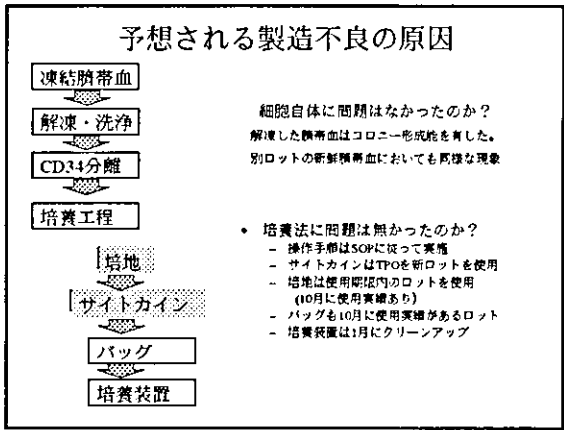 予想される製造不良の原因
凍結臍帯血
解凍・洗浄
CD34分離
培養工程
培地
サイトカイン
バッグ
培養装置
細胞自体に問題はなかったのか？
解凍した臍帯血はコロニー形成能を有した。
別ロットの新鮮臍帯血においても同様な現象
• 培養法に問題は無かったのか？
– 操作手順はSOPに従って実施
– サイトカインはTPOを新ロットを使用
– 培地は使用期限内のロットを使用
(10月に使用実績あり)
– バッグも10月に使用実績があるロット
– 培養装置は1月にクリーンアップ